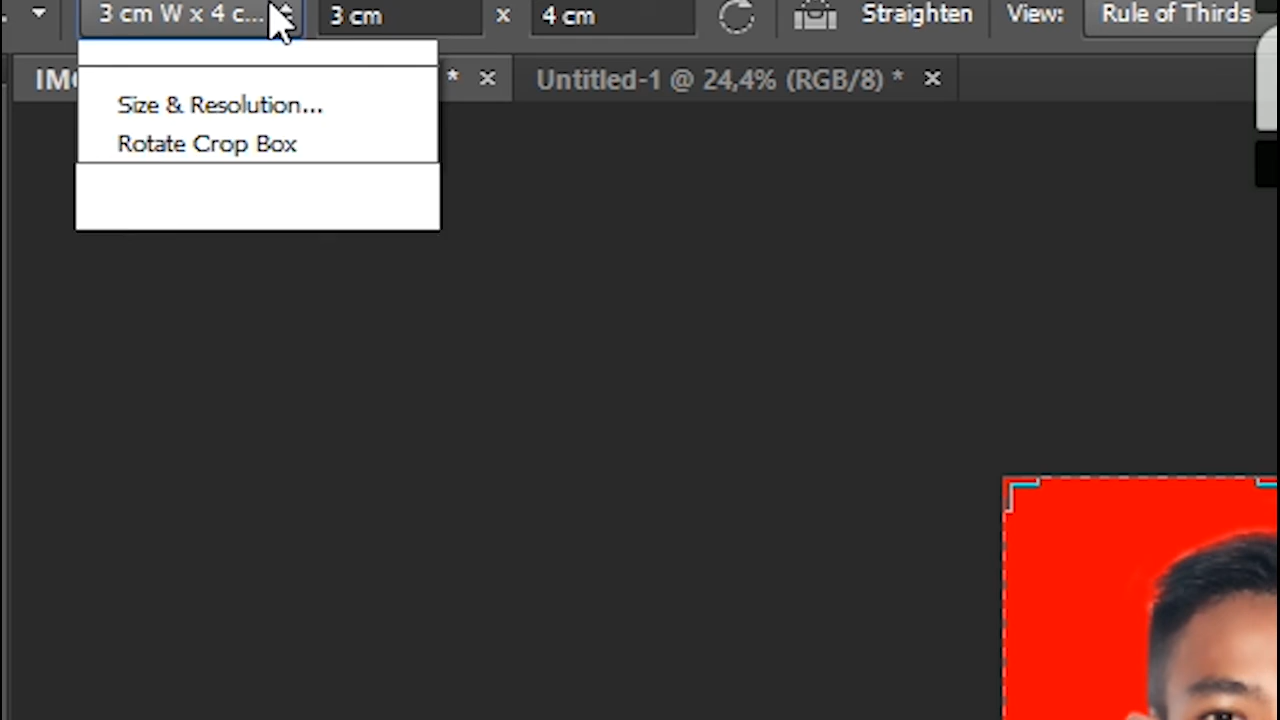 3 cm W x 4 c... 3 cm x 4 cm Straighten View: Rule of Thirds
* × Untitled-1 @ 24,4% (RGB/8) * ×
Size & Resolution...
Rotate Crop Box